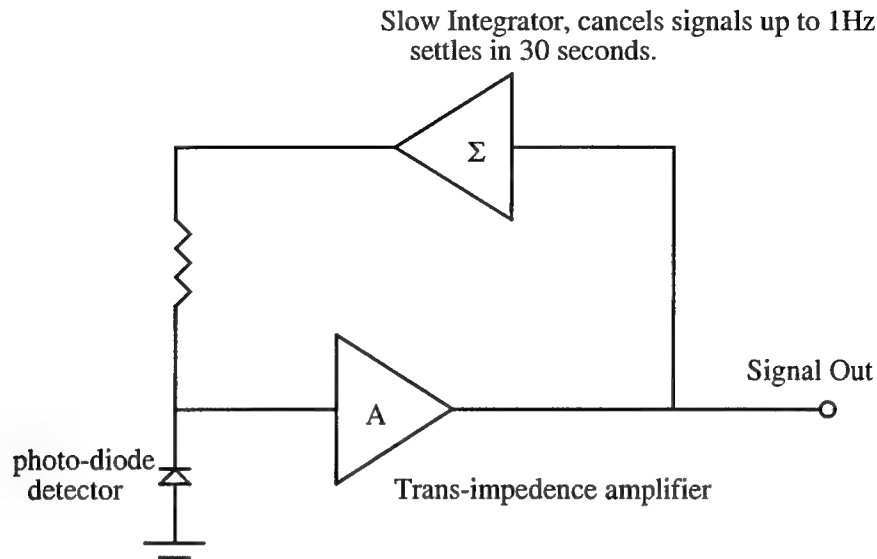 Slow Integrator, cancels signals up to 1Hz
settles in 30 seconds.
Σ
Signal Out
A
photo-diode
detector
Trans-impedence amplifier